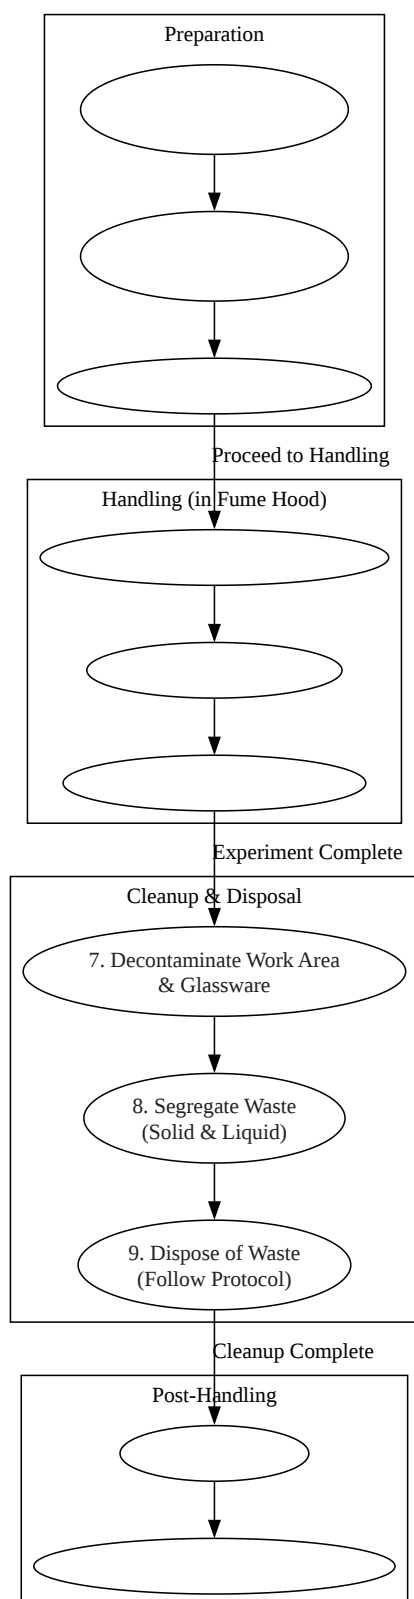 Preparation
Proceed to Handling
Handling (in Fume Hood)
Experiment Complete
Cleanup & Disposal
7. Decontaminate Work Area
& Glassware
8. Segregate Waste
(Solid & Liquid)
9. Dispose of Waste
(Follow Protocol)
Cleanup Complete
Post-Handling